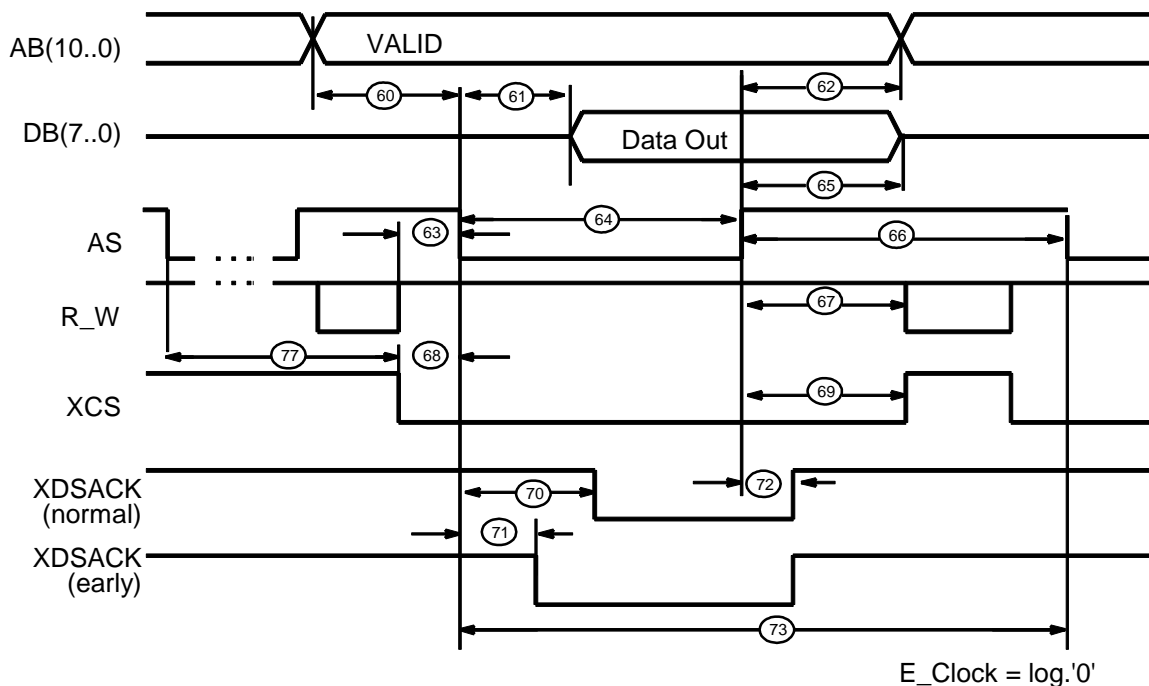 AB(10..0)
VALID
60
61
62
DB(7..0)
Data Out
65
64
AS
63
66
R_W
67
77
68
XCS
69
XDSACK
(normal)
70
72
71
XDSACK
(early)
73
E_Clock = log.'0'